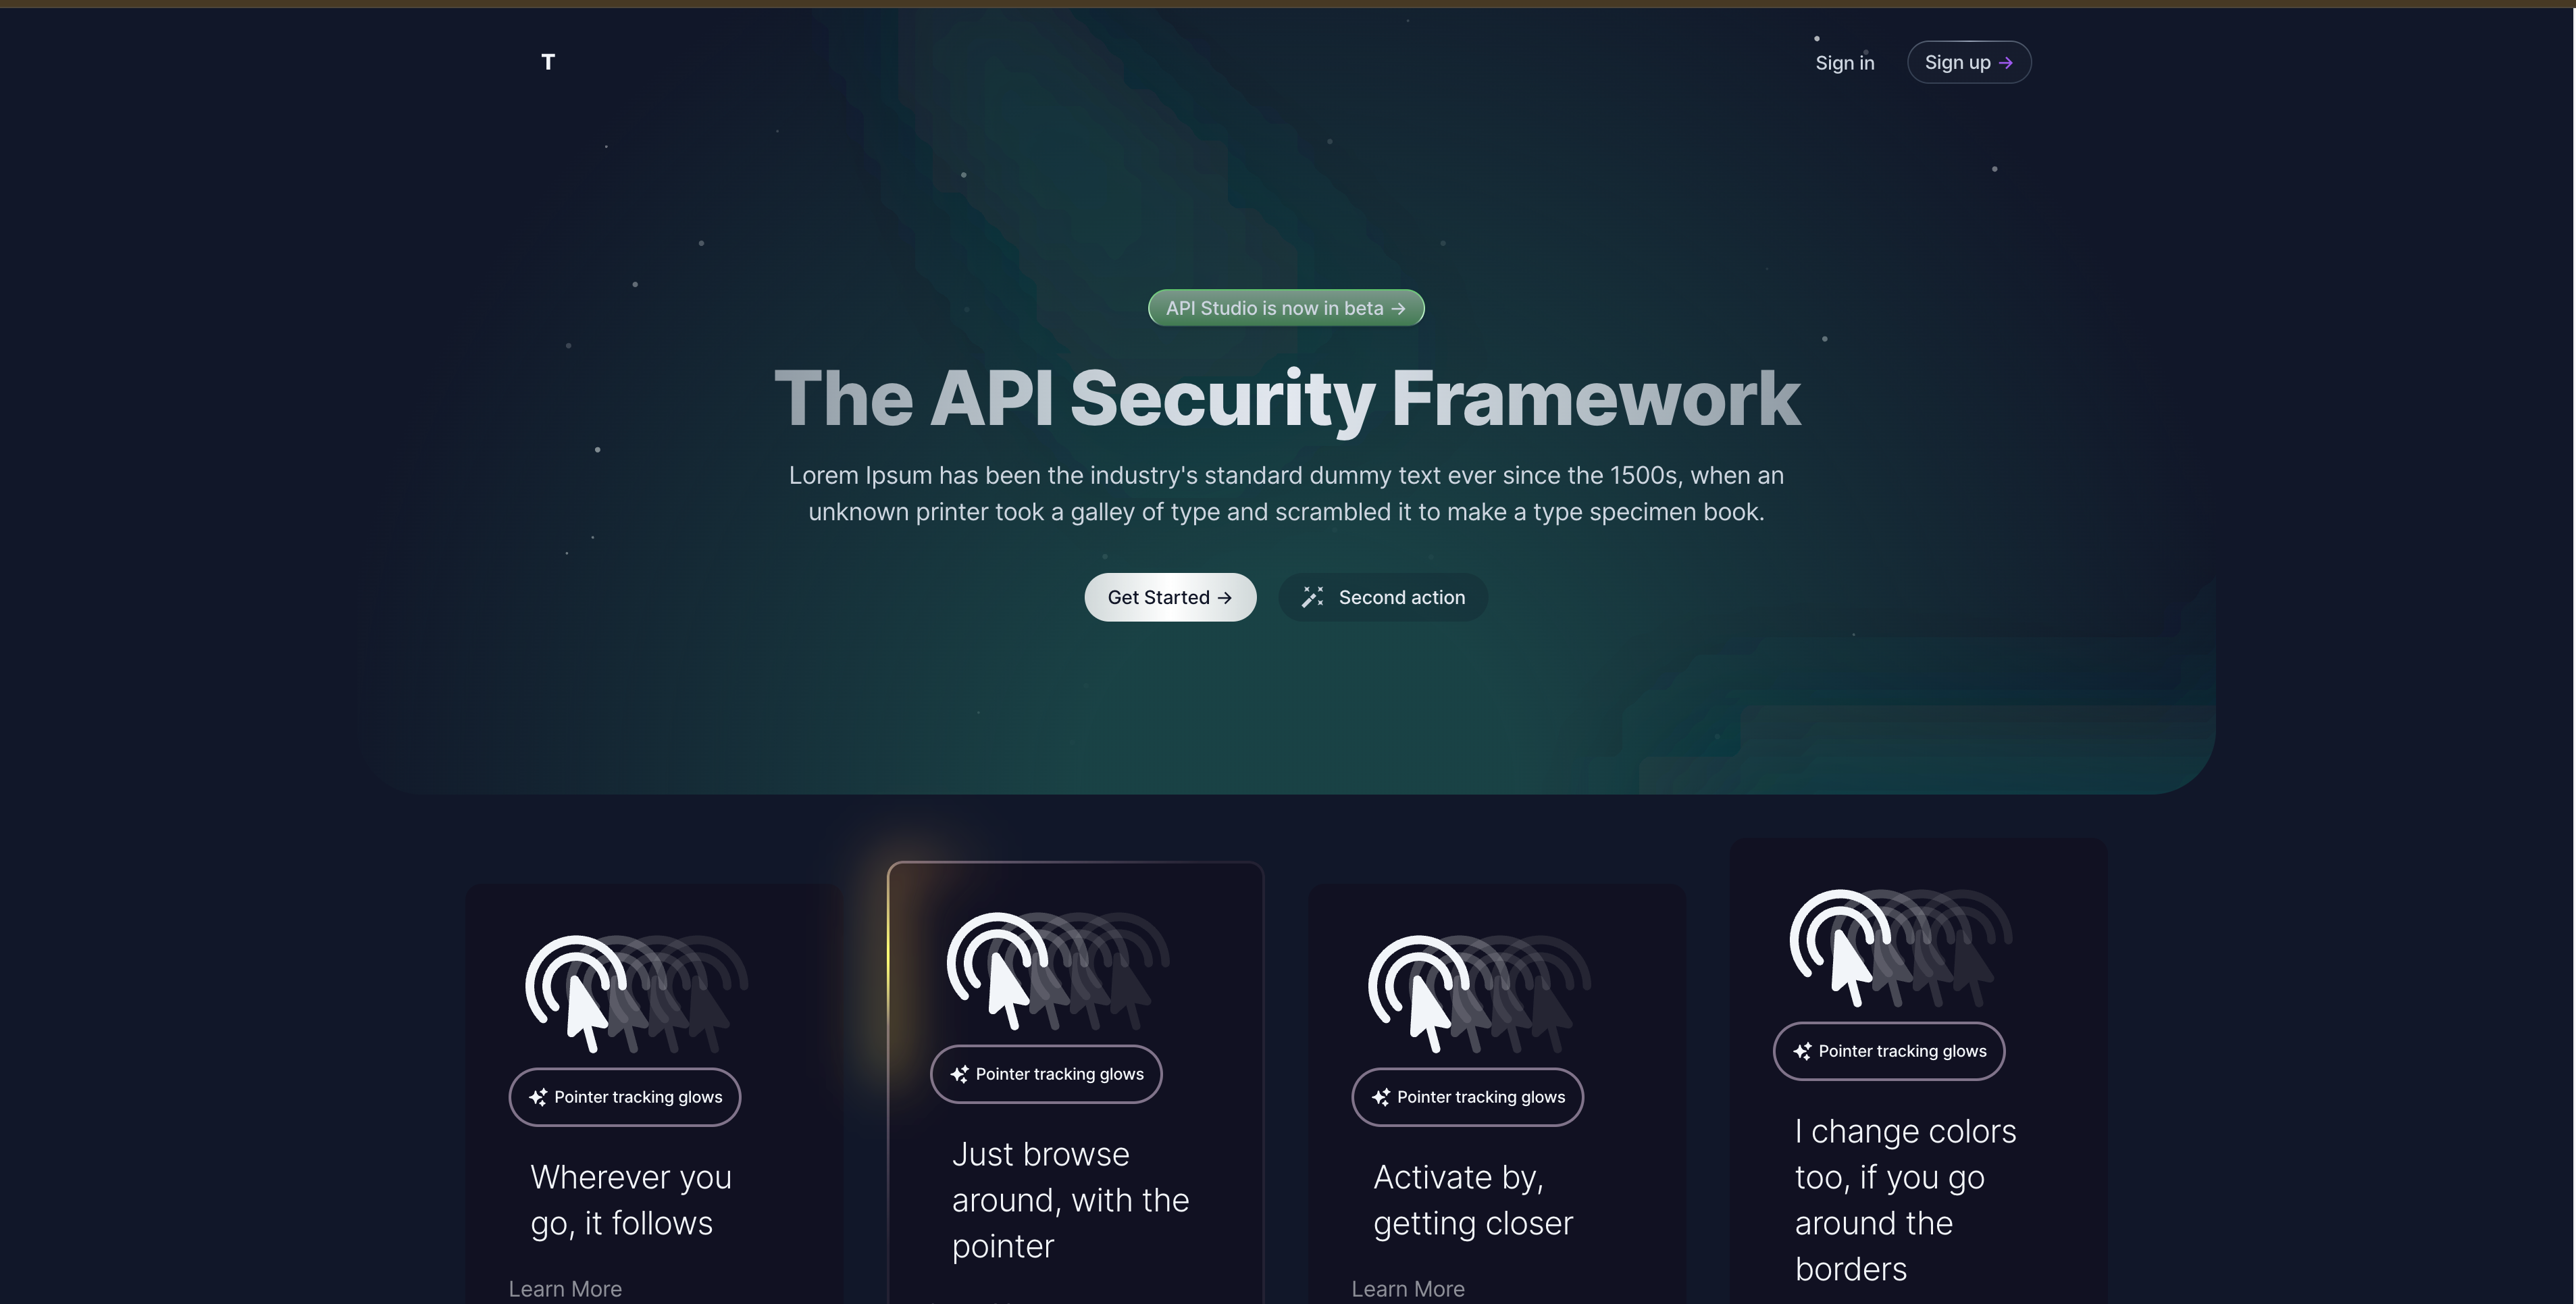 T
Sign in
Sign up →
API Studio is now in beta →
The API Security Framework
Lorem Ipsum has been the industry's standard dummy text ever since the 1500s, when an
unknown printer took a galley of type and scrambled it to make a type specimen book.
Get Started →
Second action
Pointer tracking glows
Wherever you
go, it follows
Learn More
Pointer tracking glows
Just browse
around, with the
pointer
Pointer tracking glows
Activate by,
getting closer
Learn More
Pointer tracking glows
I change colors
too, if you go
around the
borders